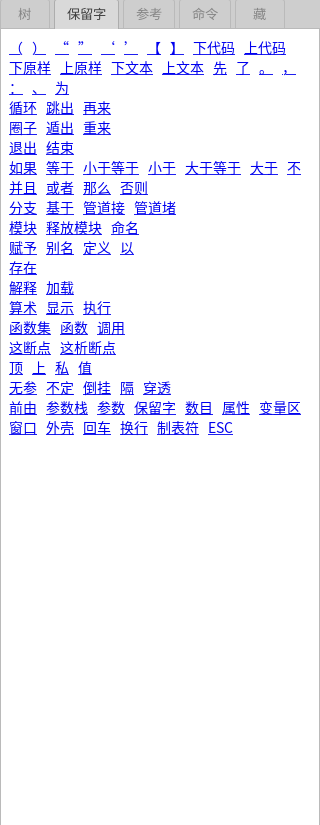 树 保留字 参考 命令 藏
（ ） “ ” ‘ ’ 【 】 下代码 上代码
下原样 上原样 下文本 上文本 先 了 。 ，
： 、 为
循环 跳出 再来
圈子 遁出 重来
退出 结束
如果 等于 小于等于 小于 大于等于 大于 不
并且 或者 那么 否则
分支 基于 管道接 管道堵
模块 释放模块 命名
赋予 别名 定义 以
存在
解释 加载
算术 显示 执行
函数集 函数 调用
这断点 这析断点
顶 上 私 值
无参 不定 倒挂 隔 穿透
前由 参数栈 参数 保留字 数目 属性 变量区
窗口 外壳 回车 换行 制表符 ESC